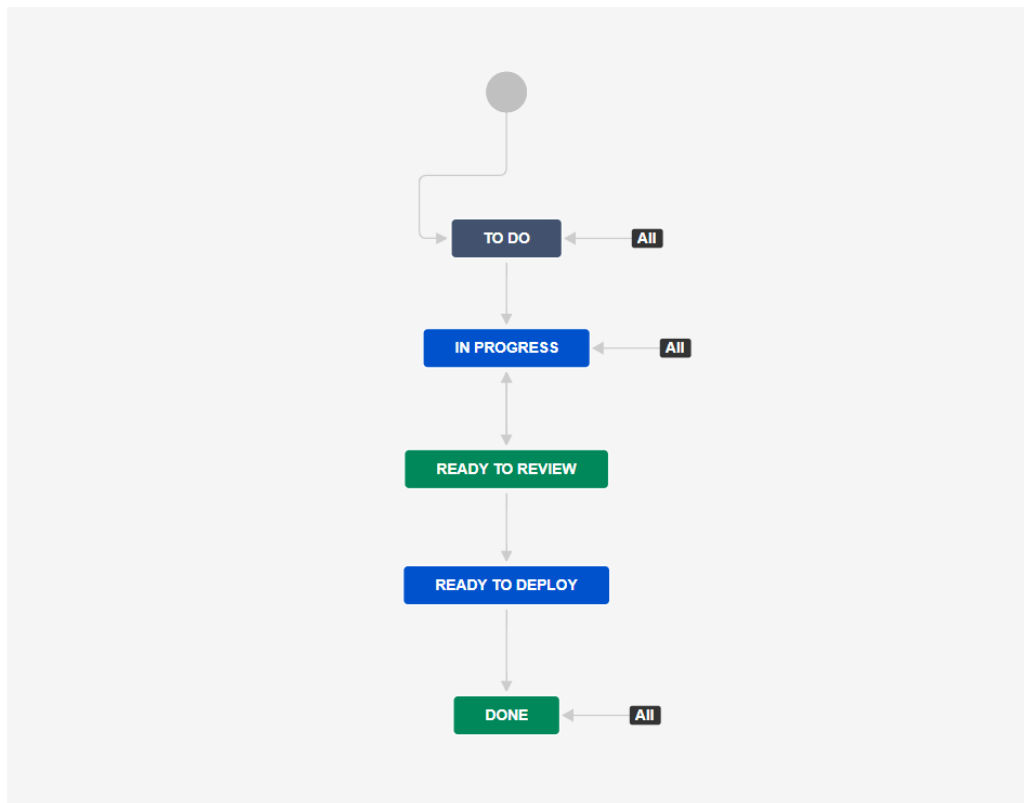 TO DO
All
IN PROGRESS
All
READY TO REVIEW
READY TO DEPLOY
DONE
All